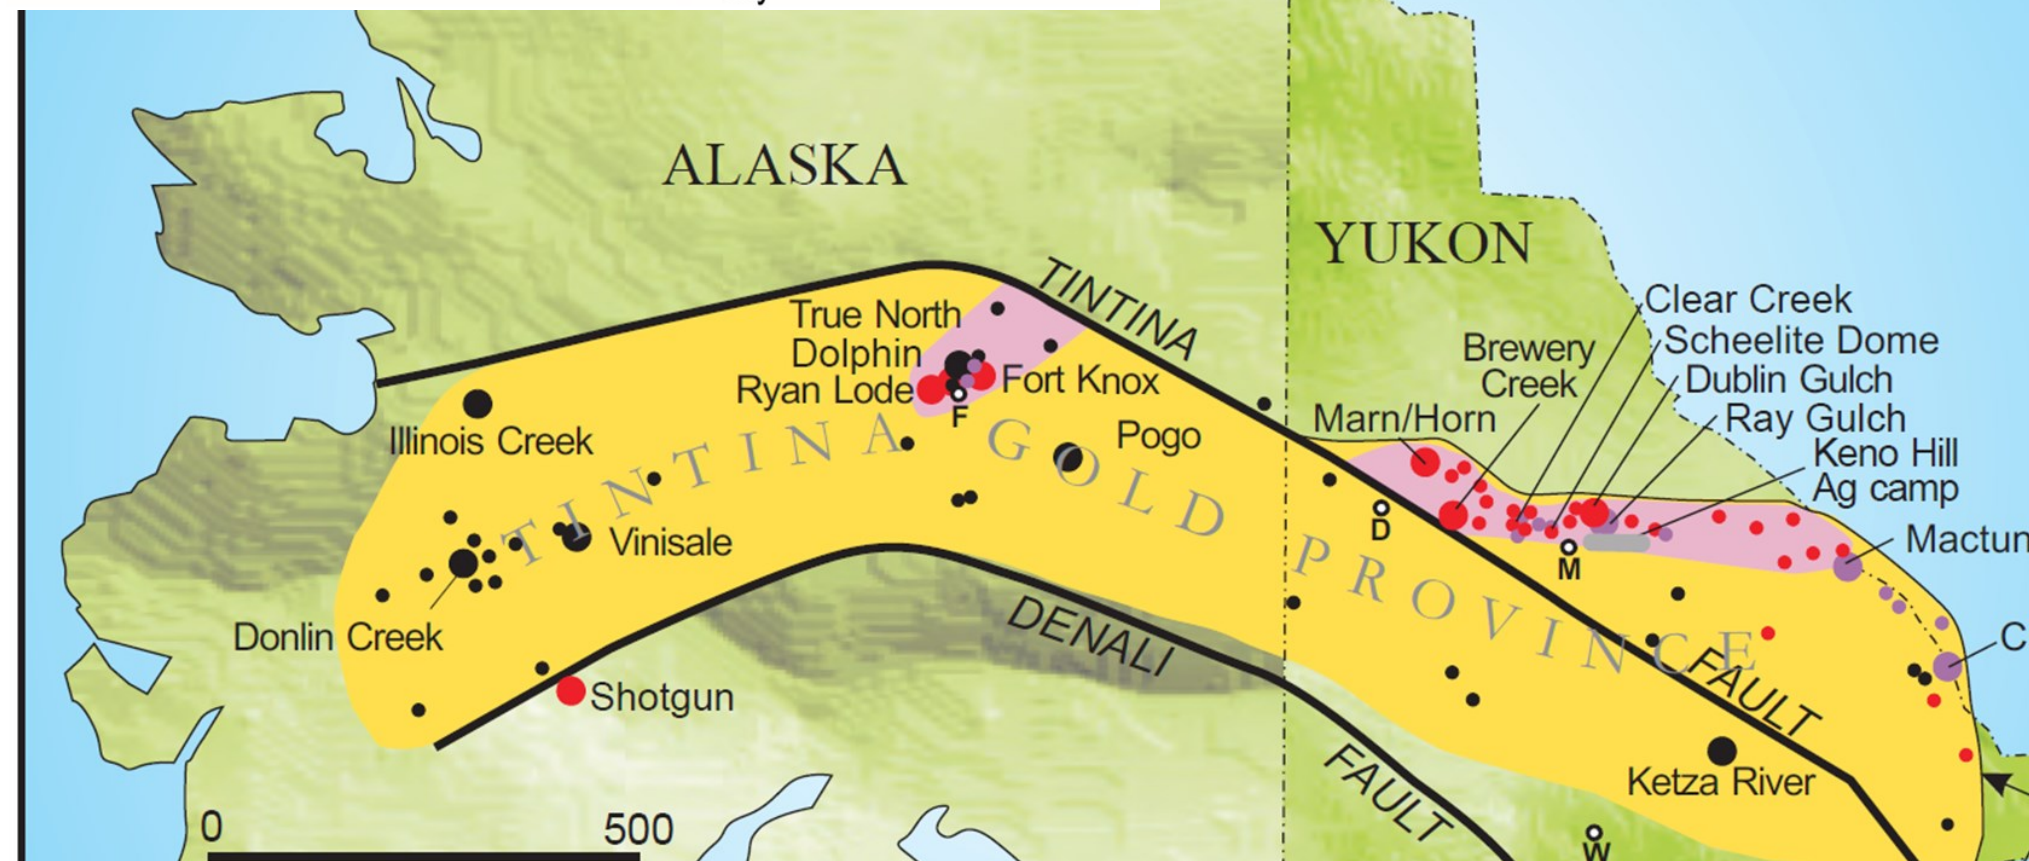 ALASKA
YUKON
TINTINA
Clear Creek
Scheelite Dome
Brewery
Creek
Dublin Gulch
Ray Gulch
Marn/Horn
Keno Hill
Ag camp
Mactun
True North
Dolphin
Ryan Lode
Fort Knox
F
Pogo
Illinois Creek
TINTINA GOLD PROVINCE
Vinisale
D
M
Donlin Creek
DENALI
C
Shotgun
FAULT
Ketza River
FAULT
0
500
W